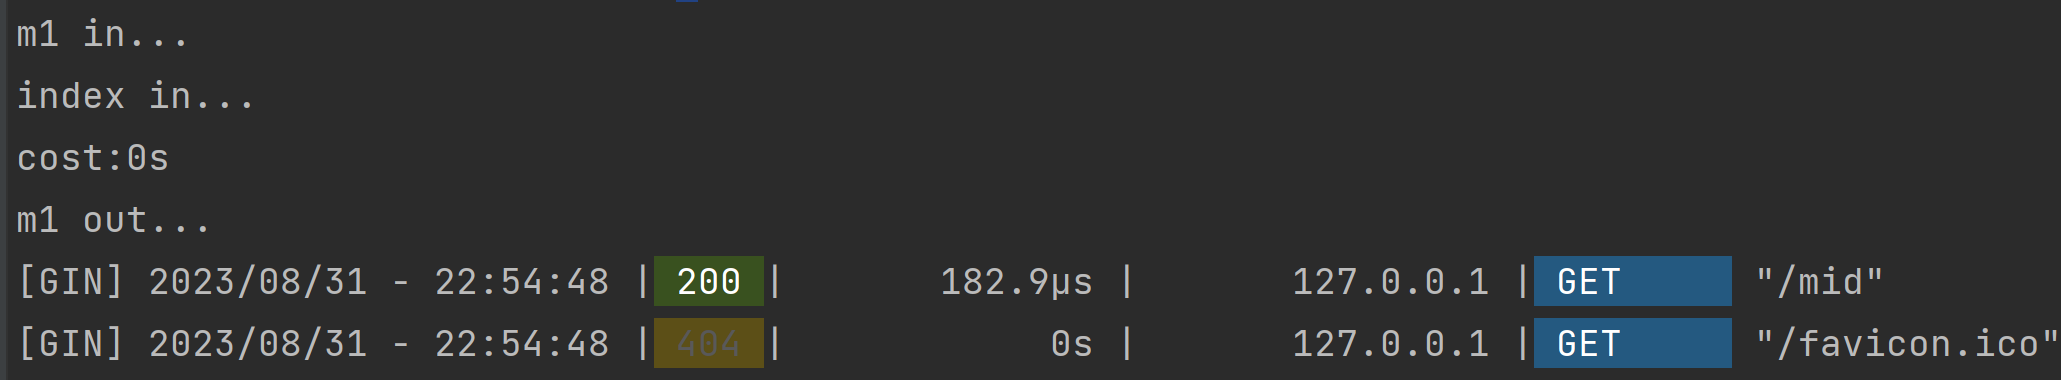 m1 in...
index in...
cost:0s
m1 out...
[GIN] 2023/08/31 - 22:54:48 | 200 |       182.9µs |       127.0.0.1 | GET      "/mid"
[GIN] 2023/08/31 - 22:54:48 | 404 |            0s |       127.0.0.1 | GET      "/favicon.ico"